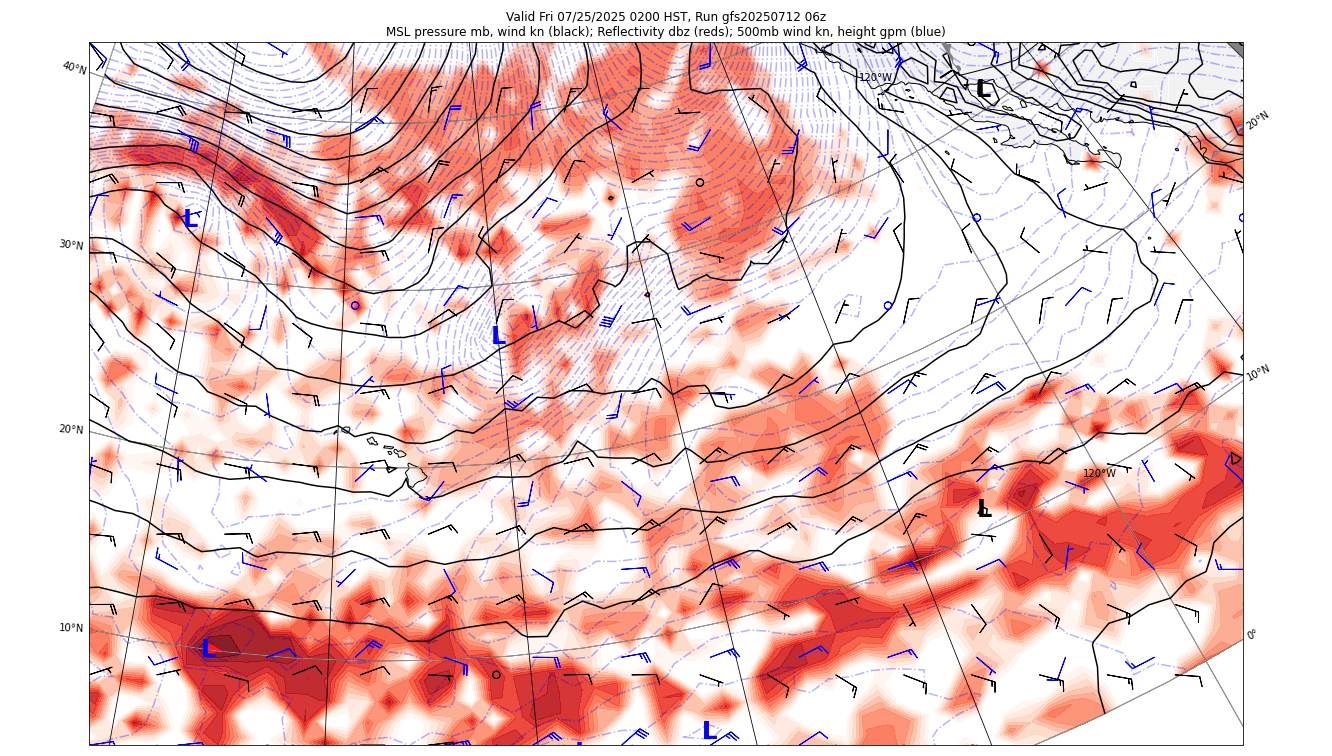 Valid Fri 07/25/2025 0200 HST, Run gfs20250712 06z
MSL pressure mb, wind kn (black); Reflectivity dbz (reds); 500mb wind kn, height gpm (blue)
40°N
120°W
L
20°N
L
30°N
L
10°N
20°N
120°W
L
10°N
L
0°
L